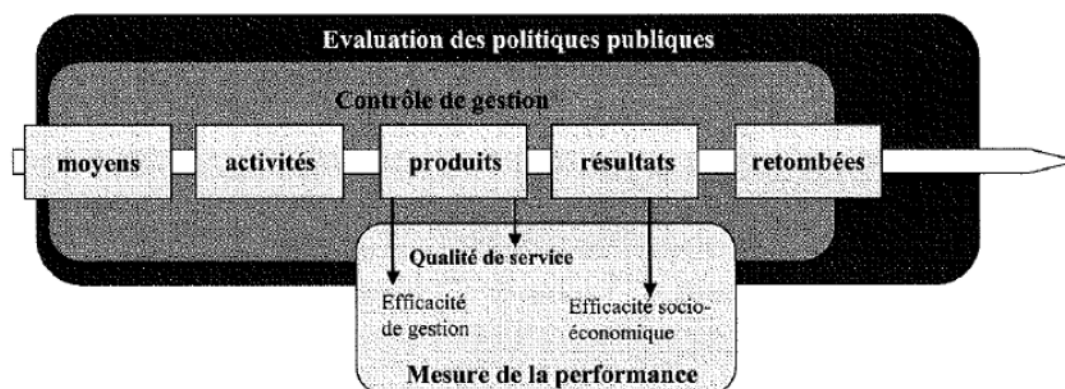 Evaluation des politiques publiques
Contrôle de gestion
moyens
activités
produits
résultats
retombées
Qualité de service
Efficacité
de gestion
Efficacité socio-
économique
Mesure de la performance